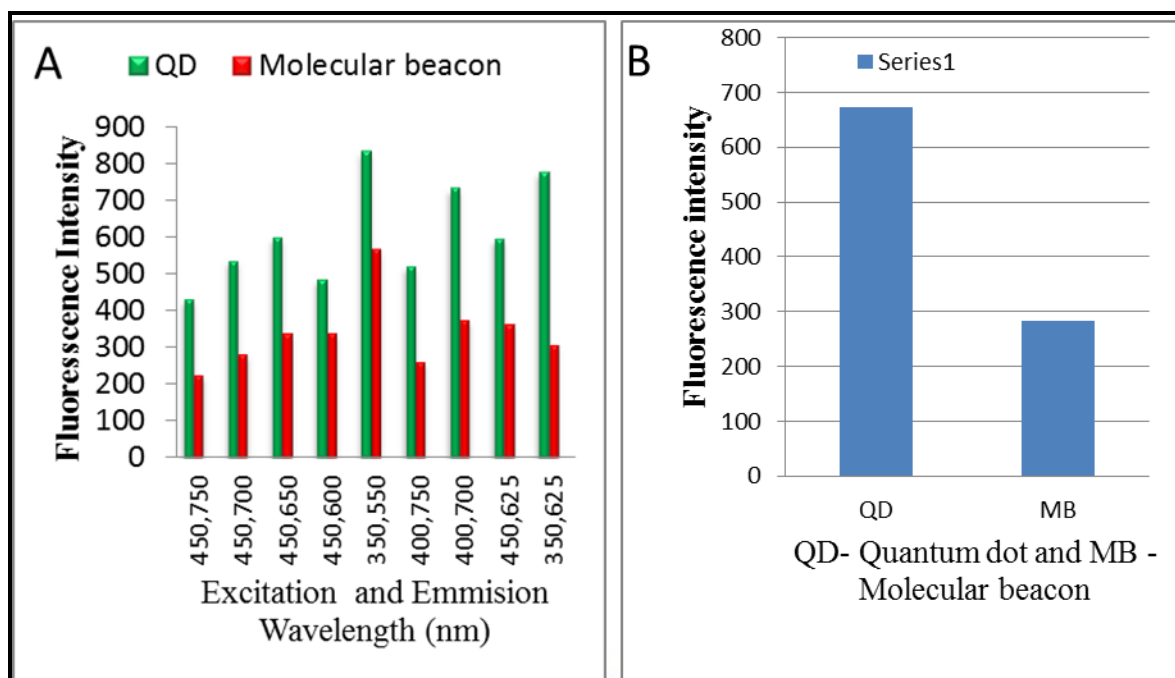 A
QD Molecular beacon
Fluoresscence Intensity
900
800
700
600
500
400
300
200
100
0
450,750
450,700
450,650
450,600
350,550
400,750
400,700
450,625
350,625
Excitation and Emmision
Wavelength (nm)
B
Series1
Fluorescence intensity
800
700
600
500
400
300
200
100
0
QD MB
QD- Quantum dot and MB -
Molecular beacon